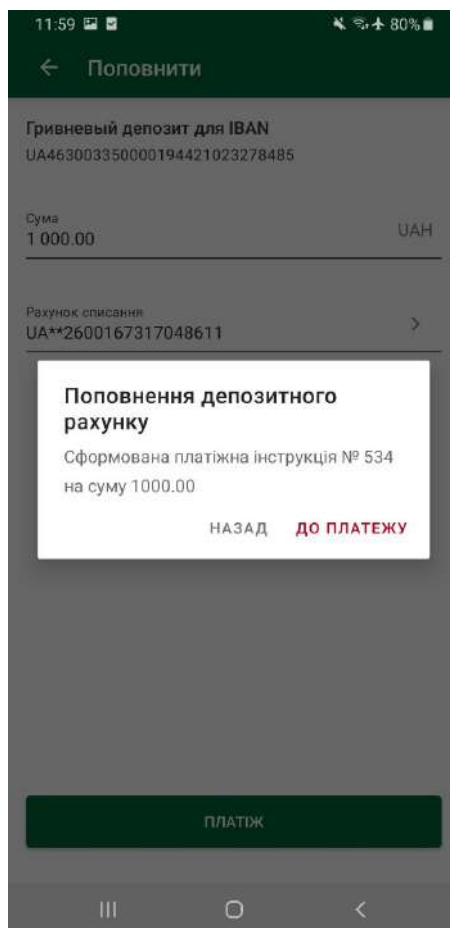 11:59 80%
Поповнити
Гривневый депозит для IBAN
UA463003350000194421023278485
Сума
1 000.00 UAH
Рахунок списання
UA**2600167317048611
Поповнення депозитного
рахунку
Сформована платіжна інструкція № 534
на суму 1000.00
НАЗАД ДО ПЛАТЕЖУ
ПЛАТІЖ